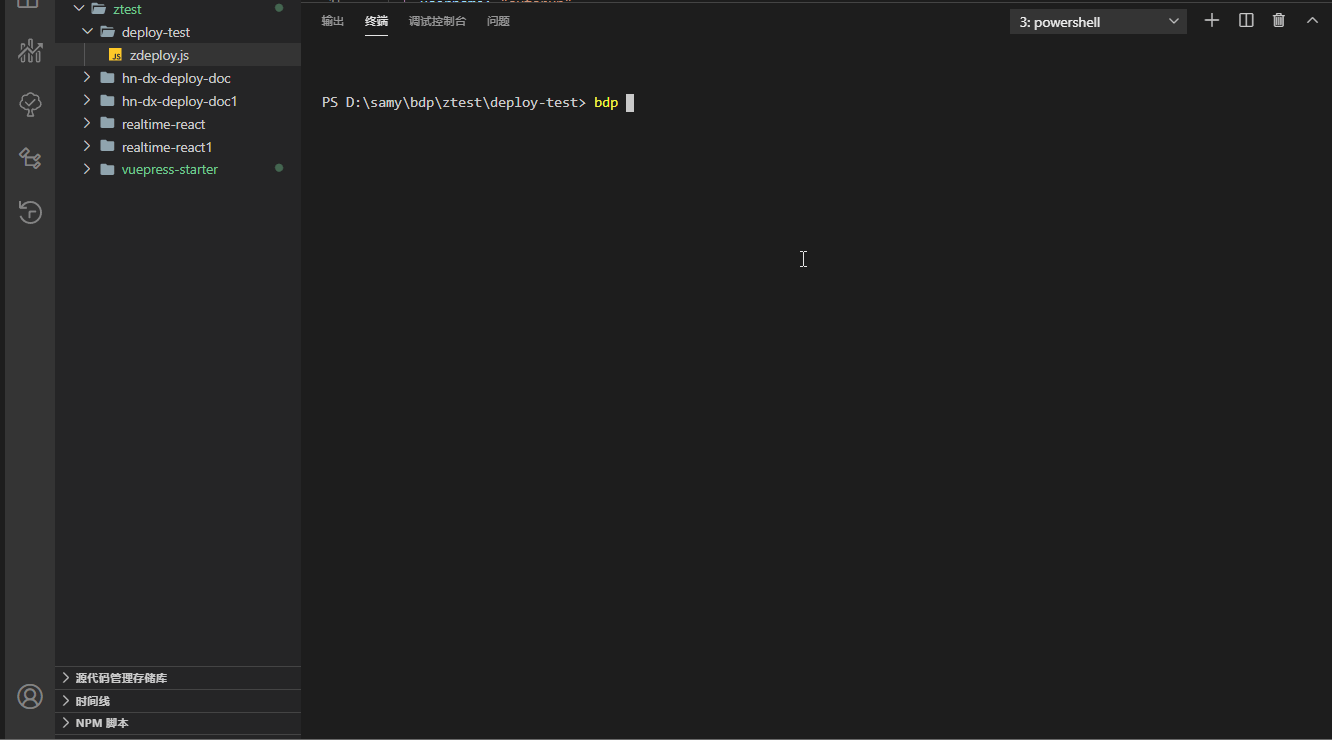 ztest
deploy-test
JS zdeploy.js
hn-dx-deploy-doc
hn-dx-deploy-doc1
realtime-react
realtime-react1
vuepress-starter
源代码管理存储库
时间线
NPM 脚本
输出 终端 调试控制台 问题
3: powershell
PS D:\samy\bdp\ztest\deploy-test> bdp